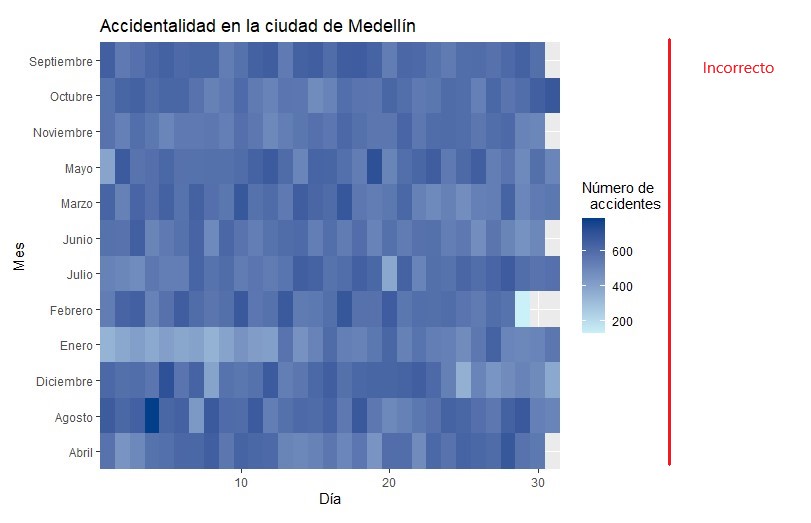 Accidentalidad en la ciudad de Medellín
Septiembre
Octubre
Noviembre
Mayo
Marzo
Junio
Julio
Febrero
Enero
Diciembre
Agosto
Abril
Mes
10
20
30
Día
Número de
accidentes
600
400
200
Incorrecto